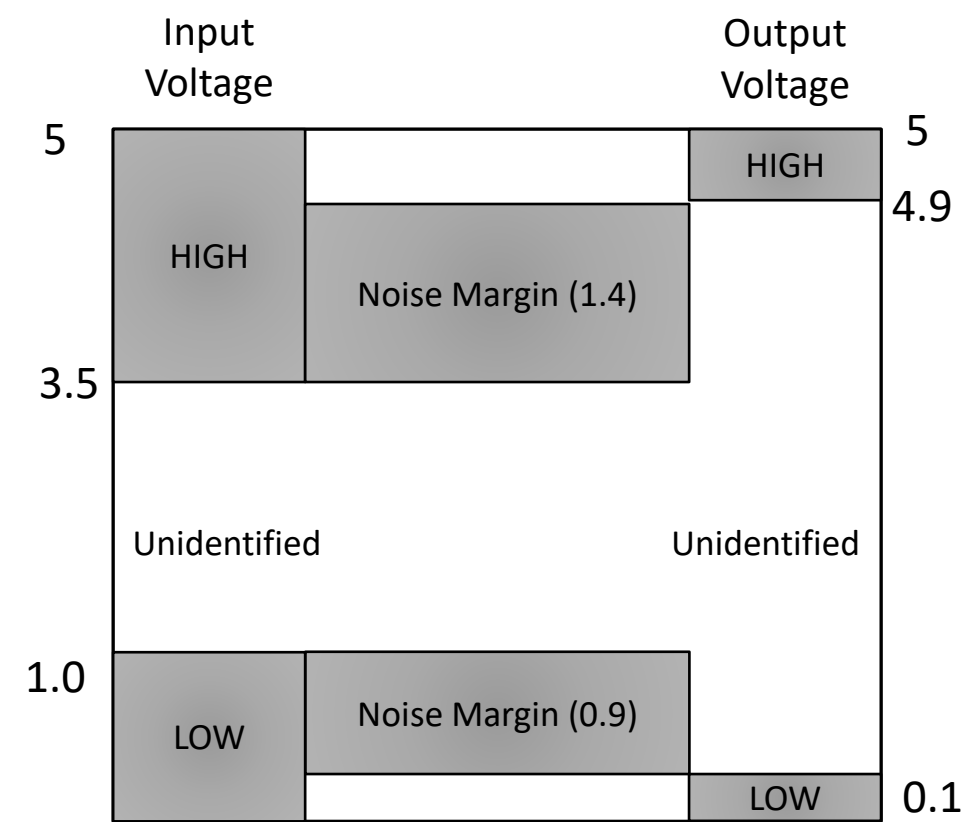 Input
Voltage
Output
Voltage
5
5
HIGH
4.9
HIGH
Noise Margin (1.4)
3.5
Unidentified
Unidentified
1.0
Noise Margin (0.9)
LOW
LOW
0.1